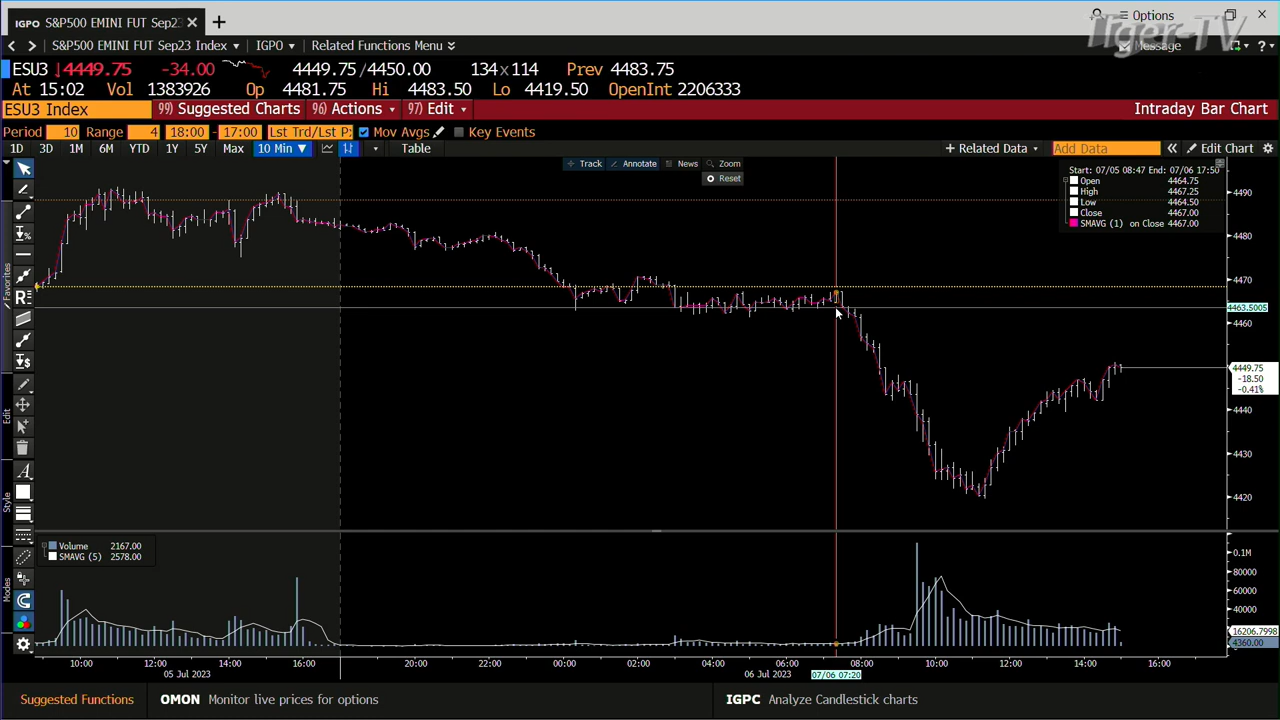 IGPO S&P500 EMINI FUT Sep23
Options
Tiger-TV
S&P500 EMINI FUT Sep23 Index IGPO Related Functions Menu Message
ESU3 4449.75 -34.00 4449.75/4450.00 134x114 Prev 4483.75
At 15:02 Vol 1383926 Op 4481.75 Hi 4483.50 Lo 4419.50 OpenInt 2206333
ESU3 Index 99) Suggested Charts 96) Actions 97) Edit Intraday Bar Chart
Period 10 Range 4 18:00 - 17:00 Lst Trd/Lst P: Mov Avgs Key Events
1D 3D 1M 6M YTD 1Y 5Y Max 10 Min Table + Related Data Add Data Edit Chart
Track Annotate News Zoom
Reset
Start: 07/05 08:47 End: 07/06 17:50
Open 4464.75
High 4467.25
Low 4464.50
Close 4467.00
SMAVG (1) on Close 4467.00
4490
4480
4470
4463.5005
4460
4449.75
-18.50
-0.41%
4440
4430
4420
Favorites
Edit
Style
Modes
Volume 2167.00
SMAVG (5) 2578.00
0.1M
80000
60000
40000
16206.7998
4360.00
10:00 12:00 14:00 16:00 20:00 22:00 00:00 02:00 04:00 06:00 08:00 10:00 12:00 14:00 16:00
05 Jul 2023 06 Jul 2023 07/06 07:20
Suggested Functions OMON Monitor live prices for options IGPC Analyze Candlestick charts